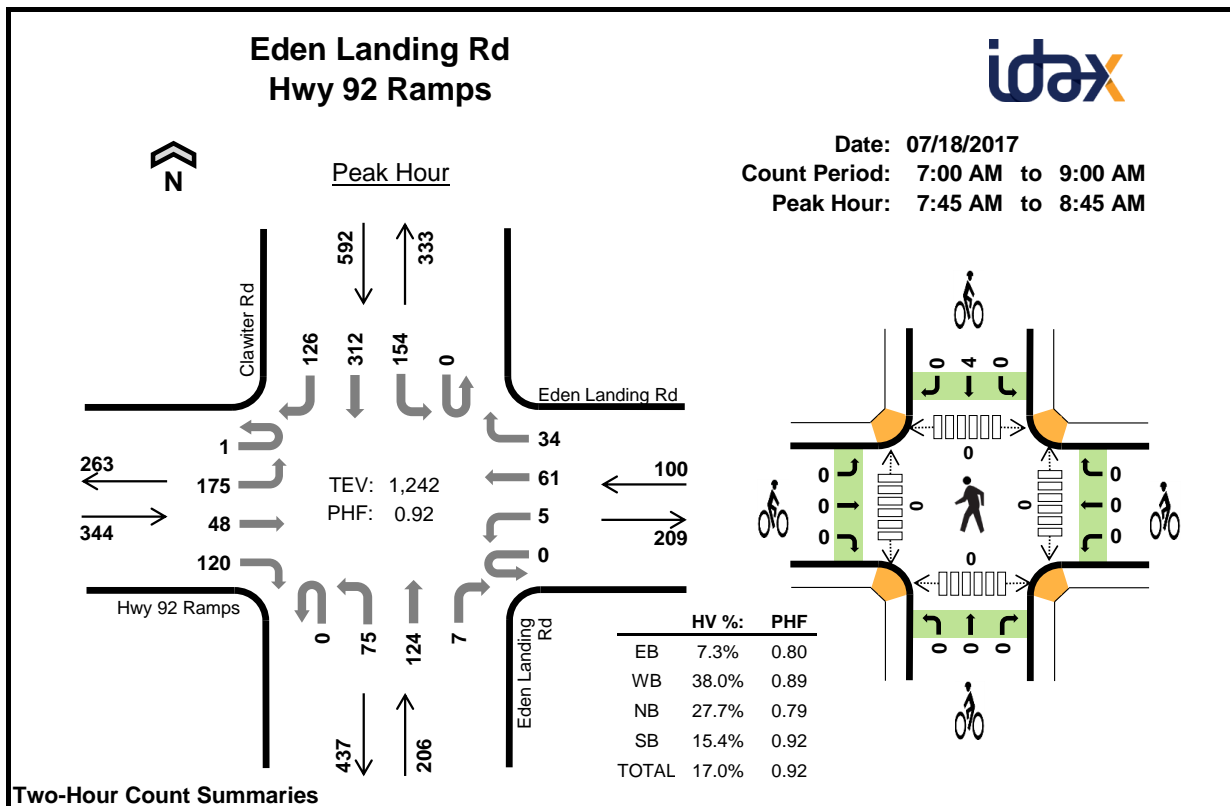 Eden Landing Rd
Hwy 92 Ramps
idax
Date: 07/18/2017
Count Period: 7:00 AM to 9:00 AM
Peak Hour: 7:45 AM to 8:45 AM
N
Peak Hour
592
333
Clawiter Rd
126
312
154
0
Eden Landing Rd
1
34
263
175
TEV: 1,242
61
100
344
48
PHF: 0.92
5
209
120
0
Hwy 92 Ramps
0
75
124
7
Eden Landing
Rd
437
206
0
4
0
0
0
0
0
0
0
0
0
0
0
0
0
0
HV %: PHF
EB 7.3% 0.80
WB 38.0% 0.89
NB 27.7% 0.79
SB 15.4% 0.92
TOTAL 17.0% 0.92
Two-Hour Count Summaries